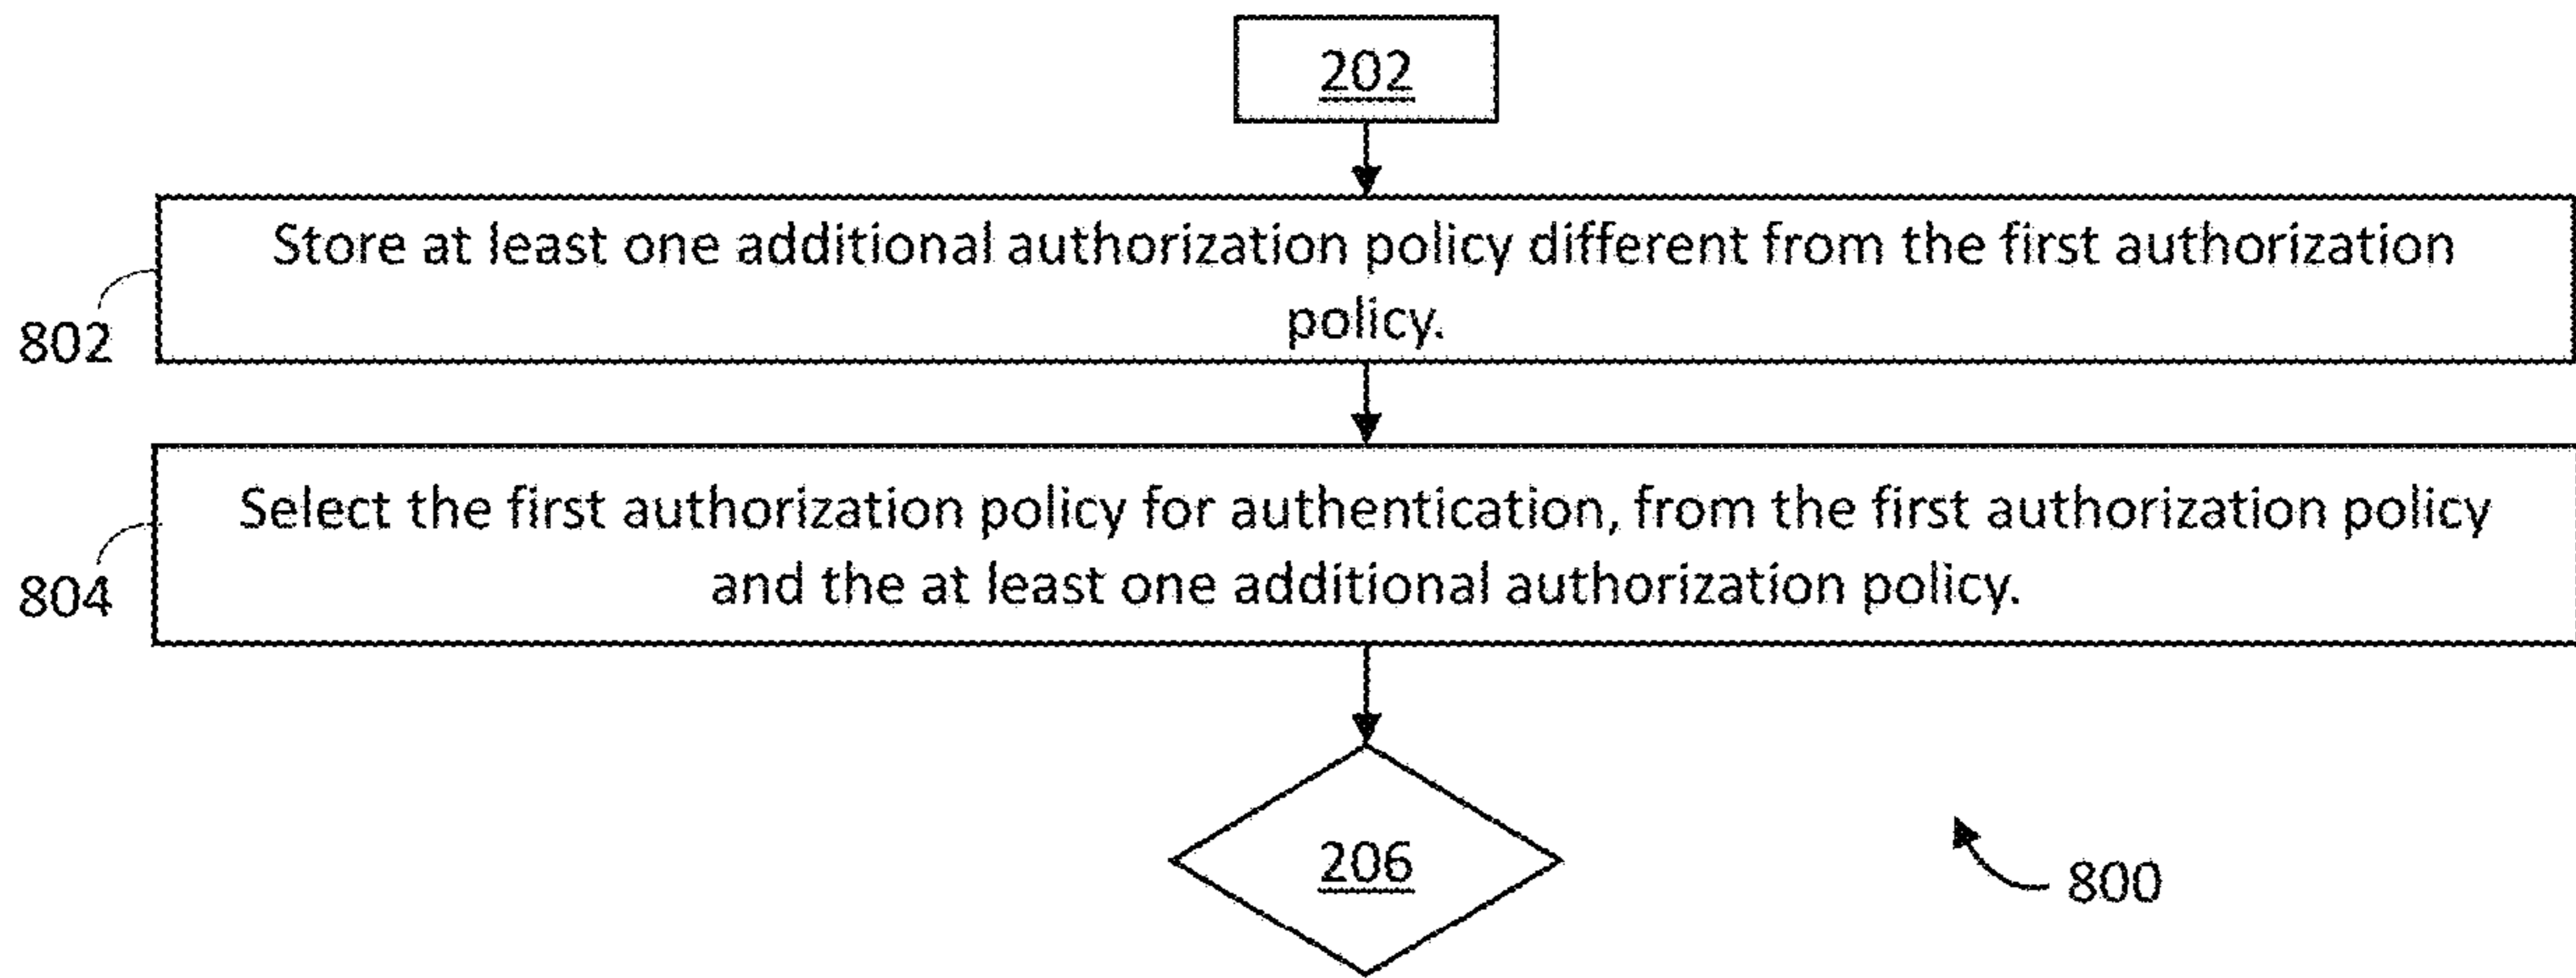 202
Store at least one additional authorization policy different from the first authorization
policy.
802
Select the first authorization policy for authentication, from the first authorization policy
and the at least one additional authorization policy.
804
206
800